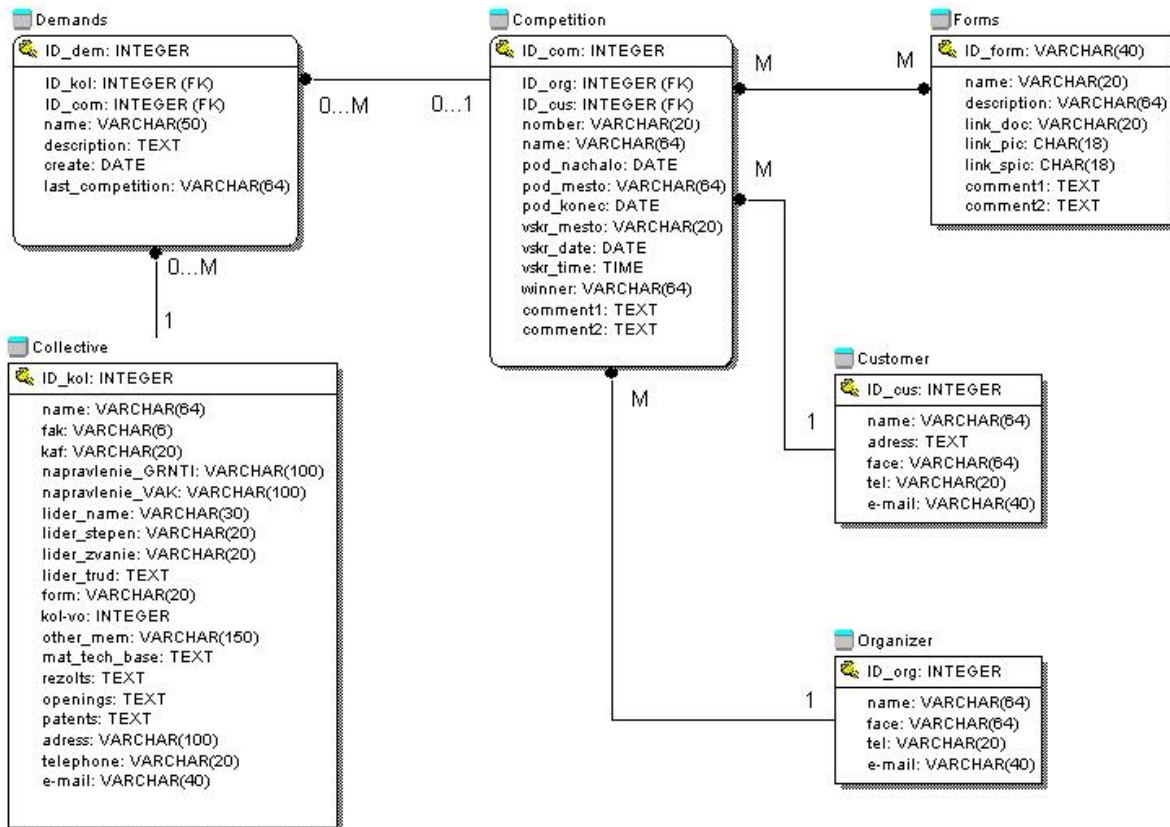 Demands
ID_dem: INTEGER
ID_kol: INTEGER (FK)
ID_com: INTEGER (FK)
name: VARCHAR(50)
description: TEXT
create: DATE
last_competition: VARCHAR(64)
0...M
0...1
0...M
1
Collective
ID_kol: INTEGER
name: VARCHAR(64)
fak: VARCHAR(6)
kaf: VARCHAR(20)
napravlenie_GRNTI: VARCHAR(100)
napravlenie_VAK: VARCHAR(100)
lider_name: VARCHAR(30)
lider_stepen: VARCHAR(20)
lider_zvanie: VARCHAR(20)
lider_trud: TEXT
form: VARCHAR(20)
kol-vo: INTEGER
other_mem: VARCHAR(150)
mat_tech_base: TEXT
rezolts: TEXT
openings: TEXT
patents: TEXT
adress: VARCHAR(100)
telephone: VARCHAR(20)
e-mail: VARCHAR(40)
Competition
ID_com: INTEGER
ID_org: INTEGER (FK)
ID_cus: INTEGER (FK)
nomber: VARCHAR(20)
name: VARCHAR(64)
pod_nachalo: DATE
pod_mesto: VARCHAR(64)
pod_konec: DATE
vskr_mesto: VARCHAR(20)
vskr_date: DATE
vskr_time: TIME
winner: VARCHAR(64)
comment1: TEXT
comment2: TEXT
M
M
M
M
1
1
Forms
ID_form: VARCHAR(40)
name: VARCHAR(20)
description: VARCHAR(64)
link_doc: VARCHAR(20)
link_pic: CHAR(18)
link_spic: CHAR(18)
comment1: TEXT
comment2: TEXT
Customer
ID_cus: INTEGER
name: VARCHAR(64)
adress: TEXT
face: VARCHAR(64)
tel: VARCHAR(20)
e-mail: VARCHAR(40)
Organizer
ID_org: INTEGER
name: VARCHAR(64)
face: VARCHAR(64)
tel: VARCHAR(20)
e-mail: VARCHAR(40)